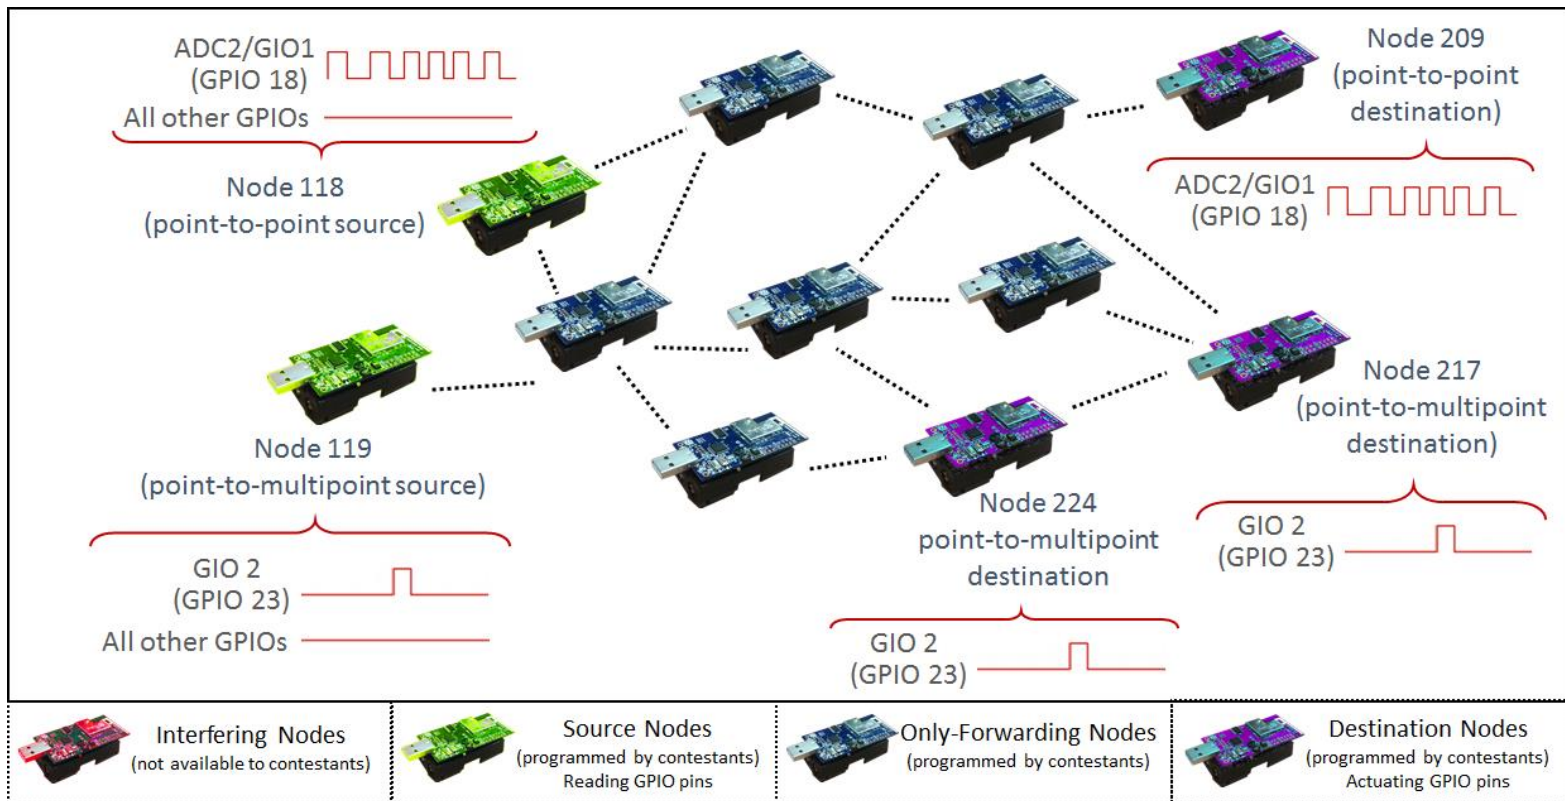 ADC2/GIO1
(GPIO 18)
All other GPIOs
Node 118
(point-to-point source)
Node 209
(point-to-point
destination)
ADC2/GIO1
(GPIO 18)
Node 119
(point-to-multipoint source)
GIO 2
(GPIO 23)
All other GPIOs
Node 224
point-to-multipoint
destination
GIO 2
(GPIO 23)
Node 217
(point-to-multipoint
destination)
GIO 2
(GPIO 23)
Interfering Nodes
(not available to contestants)
Source Nodes
(programmed by contestants)
Reading GPIO pins
Only-Forwarding Nodes
(programmed by contestants)
Destination Nodes
(programmed by contestants)
Actuating GPIO pins